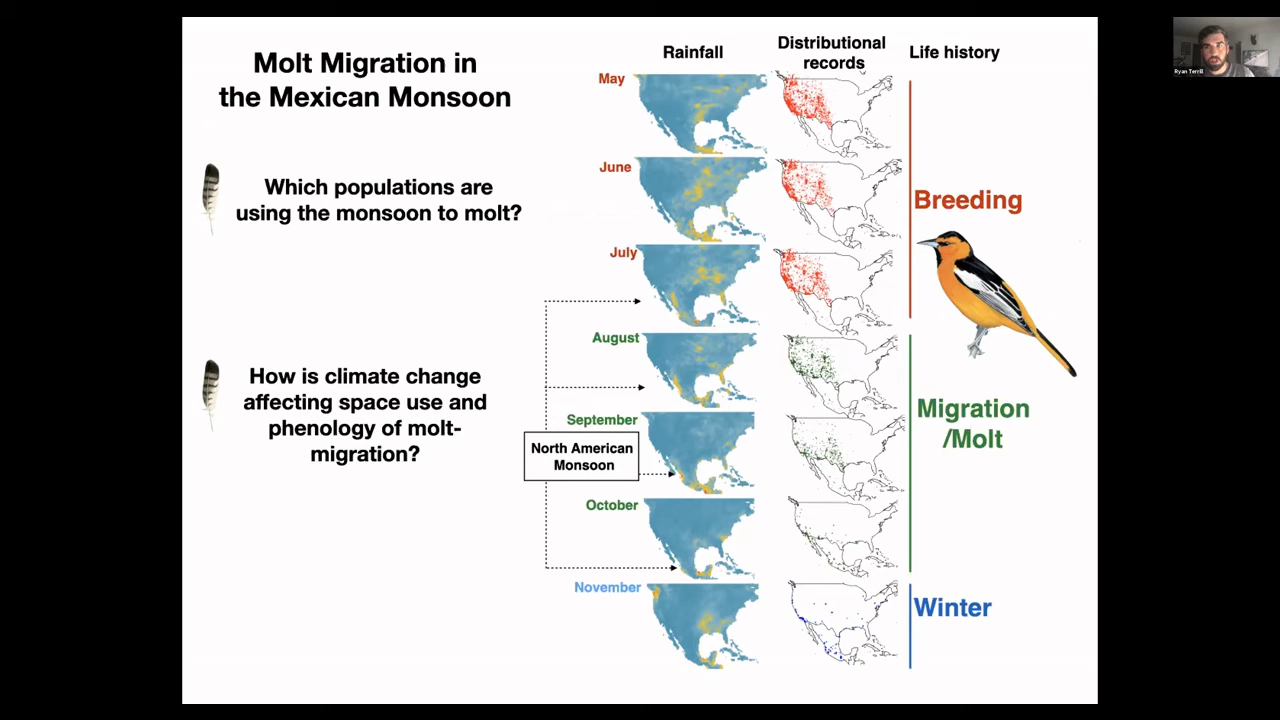 Molt Migration in
the Mexican Monsoon
Which populations are
using the monsoon to molt?
How is climate change
affecting space use and
phenology of molt-
migration?
Rainfall
Distributional
records
Life history
May
June
July
August
September
October
November
North American
Monsoon
Breeding
Migration
/Molt
Winter
Ryan Terrill